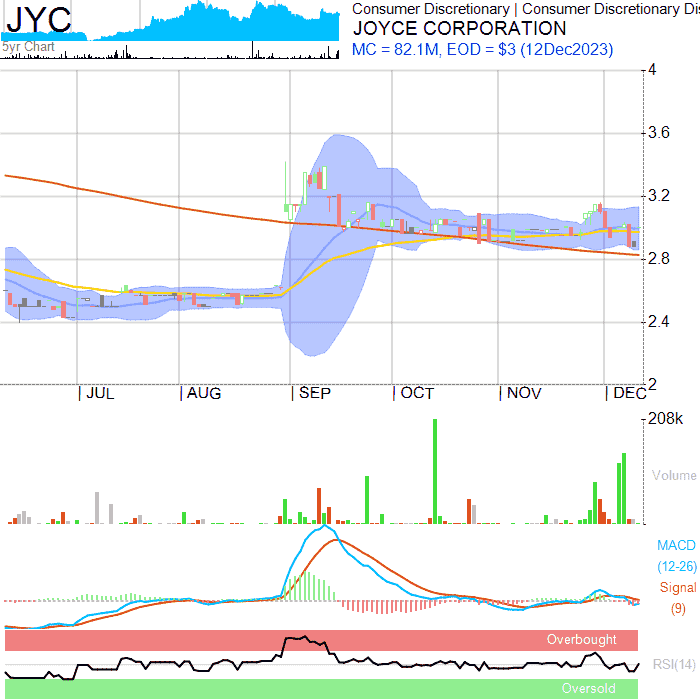 JYC
5yr Chart
Consumer Discretionary | Consumer Discretionary Dis
JOYCE CORPORATION
MC = 82.1M, EOD = $3 (12Dec2023)
4
3.6
3.2
2.8
2.4
2
JUL AUG SEP OCT NOV DEC
208k
Volume
MACD
(12-26)
Signal
(9)
Overbought
RSI(14)
Oversold